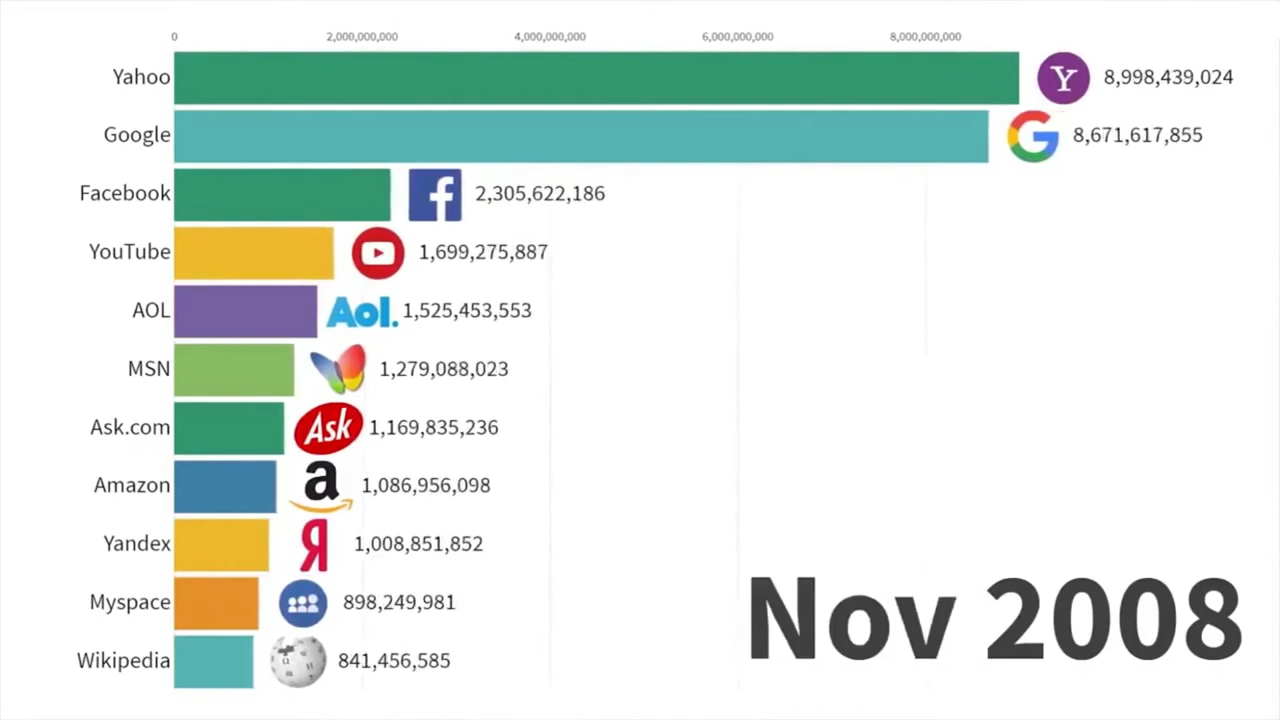 0 2,000,000,000 4,000,000,000 6,000,000,000 8,000,000,000
Yahoo Y 8,998,439,024
Google G 8,671,617,855
Facebook f 2,305,622,186
YouTube 1,699,275,887
AOL Aol. 1,525,453,553
MSN 1,279,088,023
Ask.com Ask 1,169,835,236
Amazon a 1,086,956,098
Yandex Я 1,008,851,852
Myspace 898,249,981
Wikipedia 841,456,585
Nov 2008